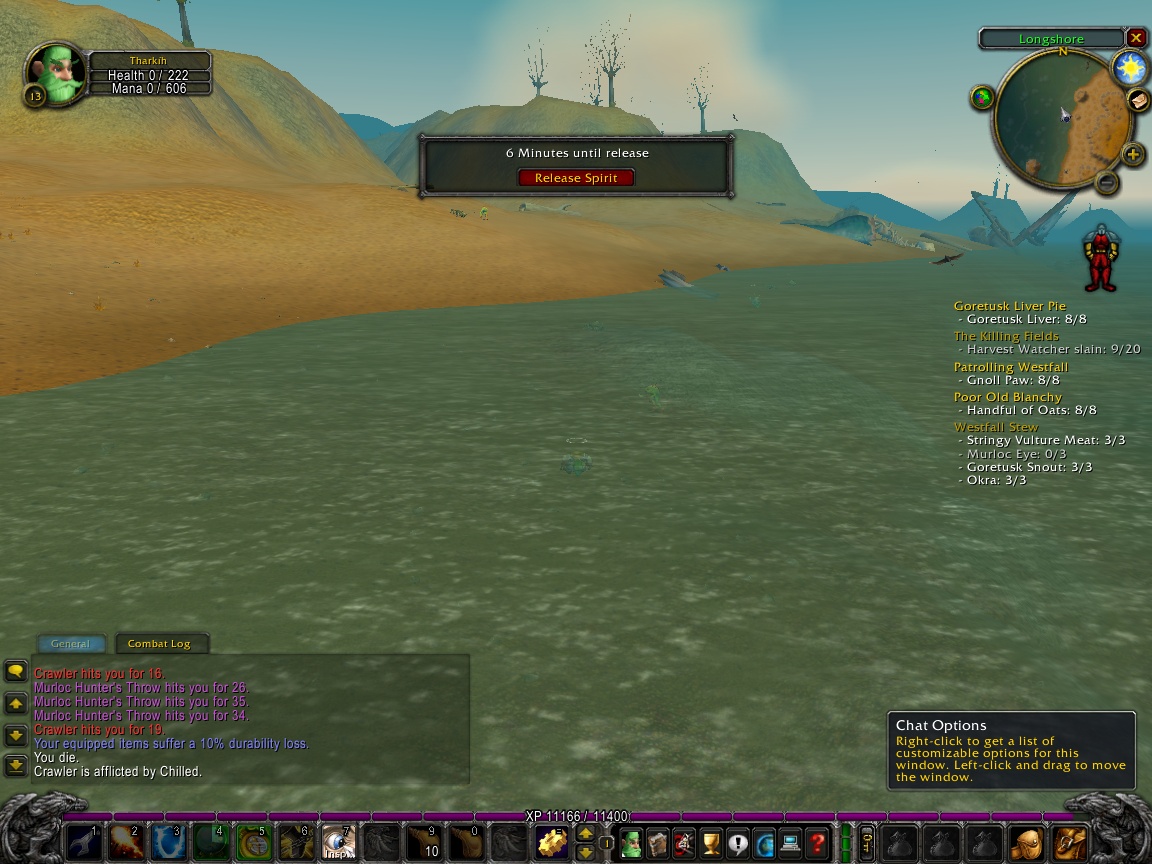 Tharkih
Health 0 / 222
Mana 0 / 606
13
6 Minutes until release
Release Spirit
Longshore
N
Goretusk Liver Pie
- Goretusk Liver: 8/8
The Killing Fields
- Harvest Watcher slain: 9/20
Patrolling Westfall
- Gnoll Paw: 8/8
Poor Old Blanchy
- Handful of Oats: 8/8
Westfall Stew
- Stringy Vulture Meat: 3/3
- Murloc Eye: 0/3
- Goretusk Snout: 3/3
- Okra: 3/3
General
Combat Log
Crawler hits you for 16.
Murloc Hunter's Throw hits you for 26.
Murloc Hunter's Throw hits you for 35.
Murloc Hunter's Throw hits you for 34.
Crawler hits you for 19.
Your equipped items suffer a 10% durability loss.
You die.
Crawler is afflicted by Chilled.
Chat Options
Right-click to get a list of
customizable options for this
window. Left-click and drag to move
the window.
XP 11166 / 11400
1 2 3 4 5 6 7 9 0
Insp
10
1